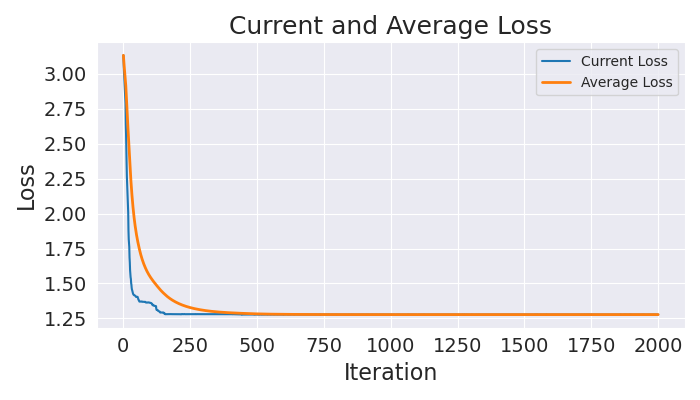 Current and Average Loss
Current Loss
Average Loss
Loss
3.00
2.75
2.50
2.25
2.00
1.75
1.50
1.25
0 250 500 750 1000 1250 1500 1750 2000
Iteration